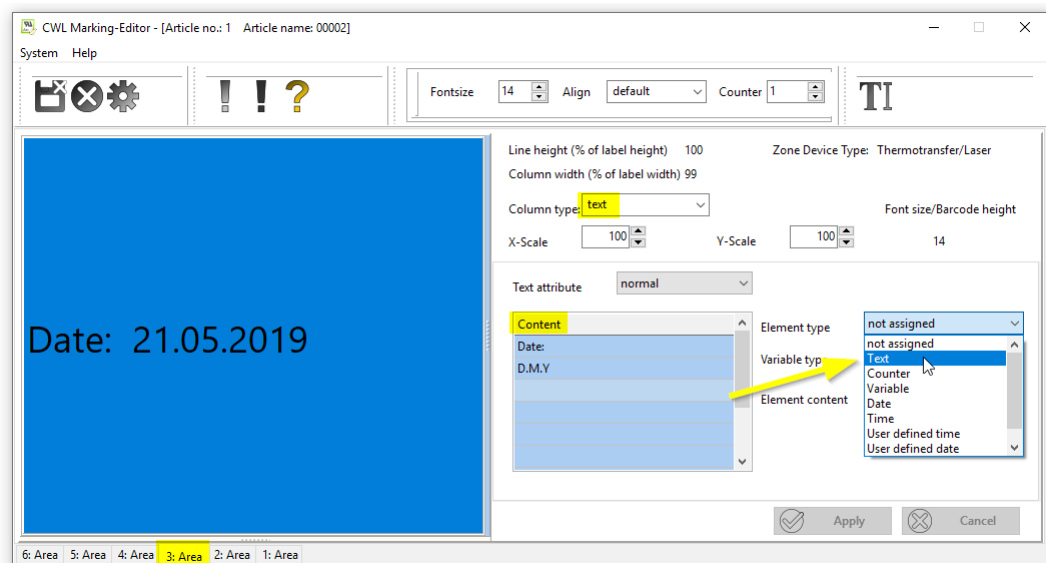 CWL Marking-Editor - [Article no.: 1 Article name: 00002]
System Help
Fontsize 14 Align default Counter 1
TI
Line height (% of label height) 100 Zone Device Type: Thermotransfer/Laser
Column width (% of label width) 99
Column type: text
Font size/Barcode height
X-Scale 100 Y-Scale 100 14
Text attribute normal
Content
Date:
D.M.Y
Element type not assigned
Variable typ
Element content
not assigned
Text
Counter
Variable
Date
Time
User defined time
User defined date
Date: 21.05.2019
Apply Cancel
6: Area 5: Area 4: Area 3: Area 2: Area 1: Area